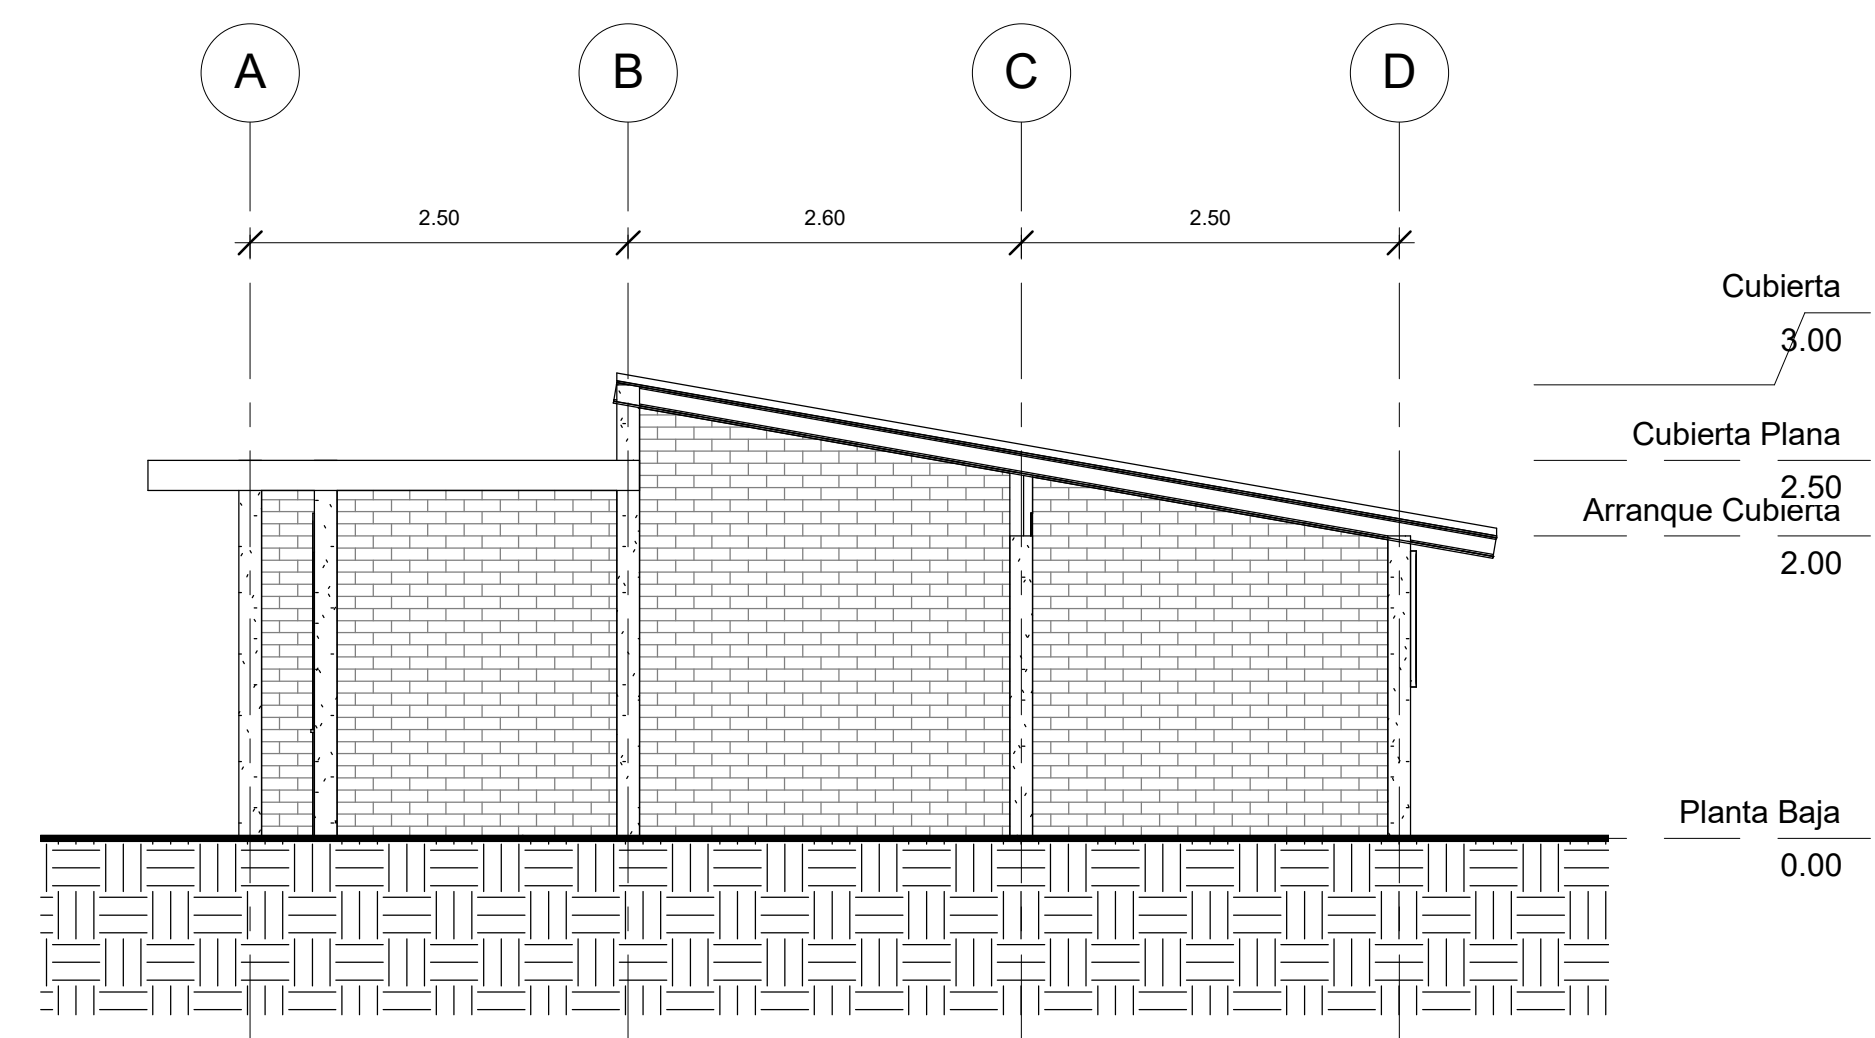 A B C D
2.50 2.60 2.50
Cubierta
3.00
Cubierta Plana
2.50
Arranque Cubierta
2.00
Planta Baja
0.00